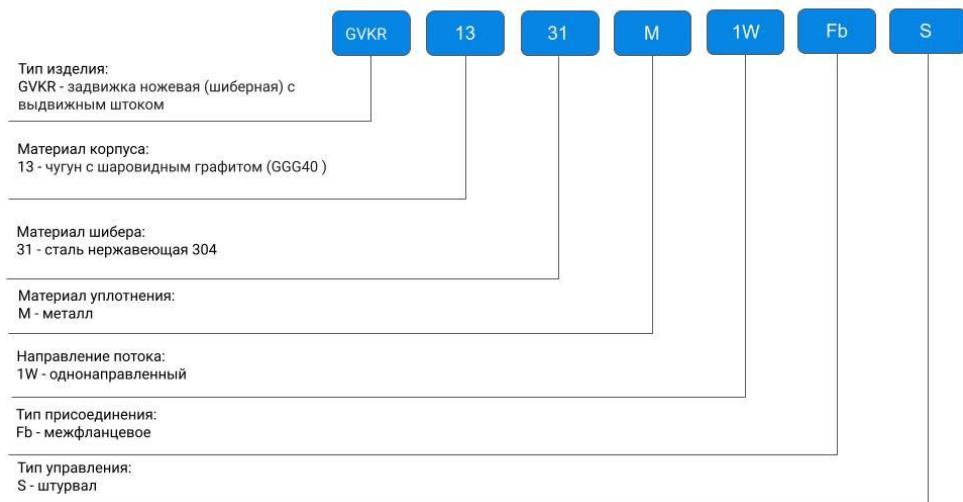 GVKR 13 31 M 1W Fb S
Тип изделия:
GVKR - задвижка ножевая (шиберная) с
выдвижным штоком
Материал корпуса:
13 - чугун с шаровидным графитом (GGG40 )
Материал шибера:
31 - сталь нержавеющая 304
Материал уплотнения:
М - металл
Направление потока:
1W - однонаправленный
Тип присоединения:
Fb - межфланцевое
Тип управления:
S - штурвал